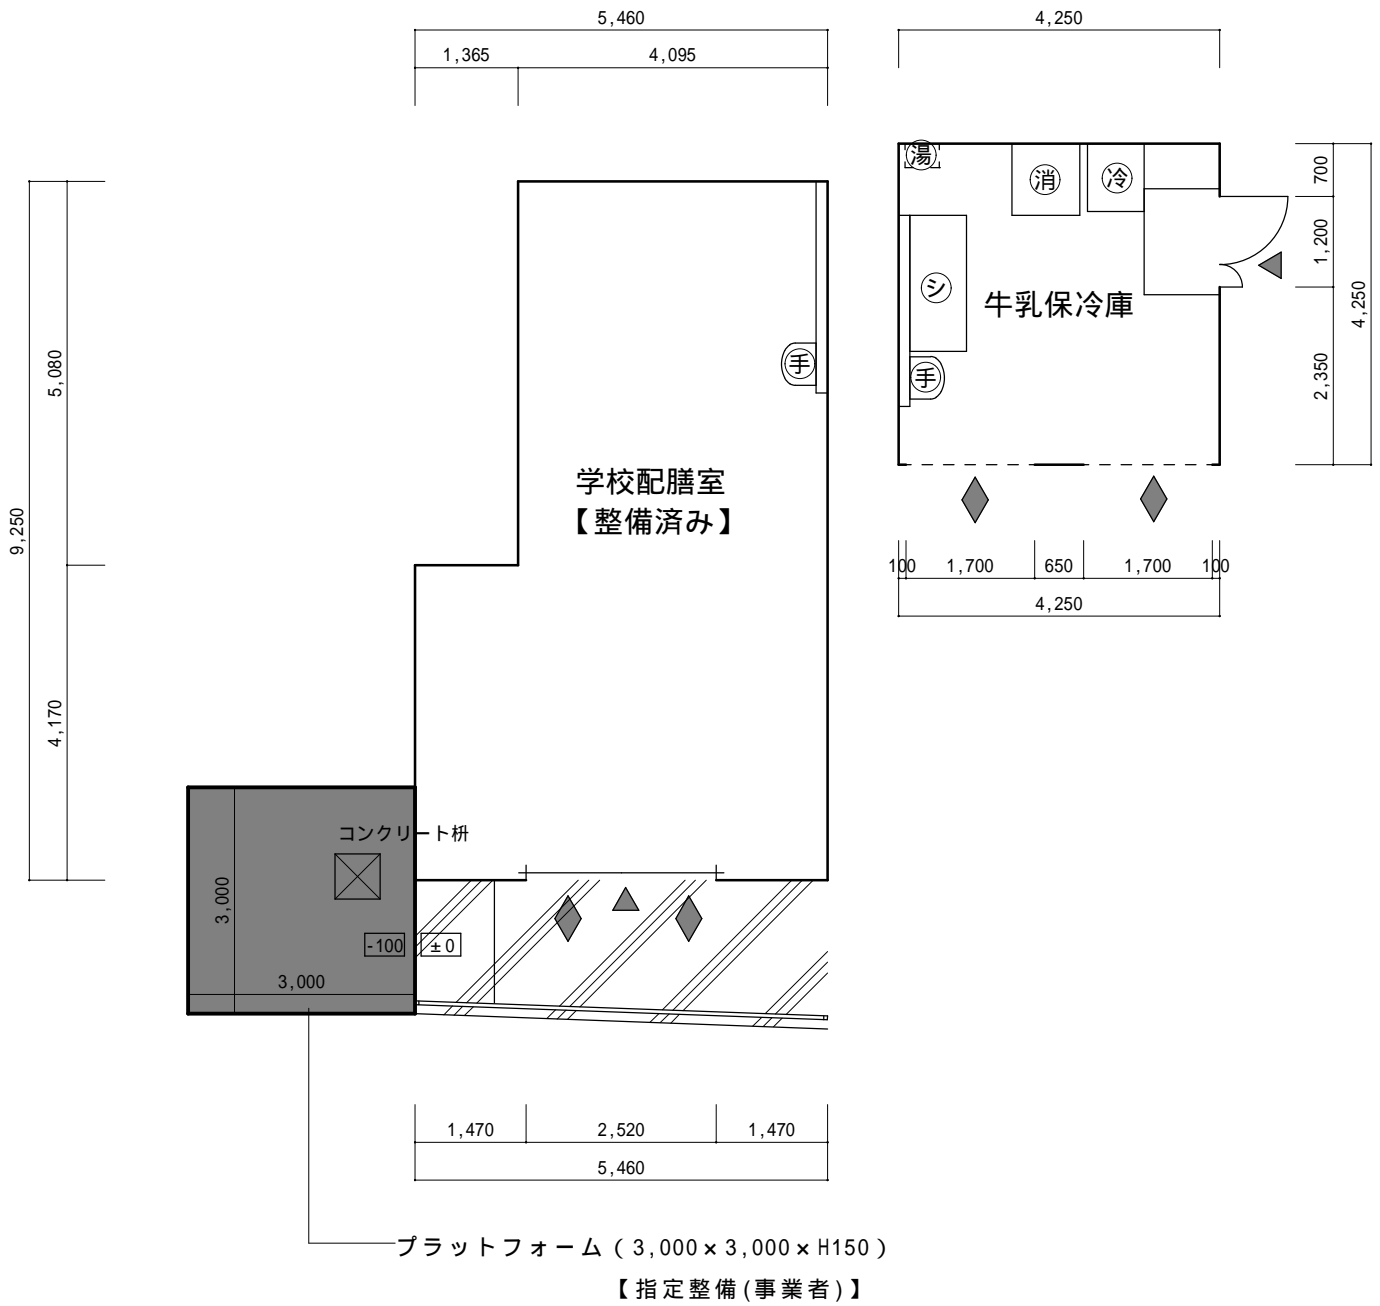 5,460
1,365
4,095
4,250
湯
消
冷
700
1,200
2,350
4,250
シ
手
牛乳保冷庫
手
5,080
9,250
4,170
学校配膳室
【整備済み】
100
1,700
650
1,700
100
4,250
コンクリート枡
3,000
-100
±0
3,000
1,470
2,520
1,470
5,460
プラットフォーム（3,000×3,000×H150）
【指定整備(事業者)】